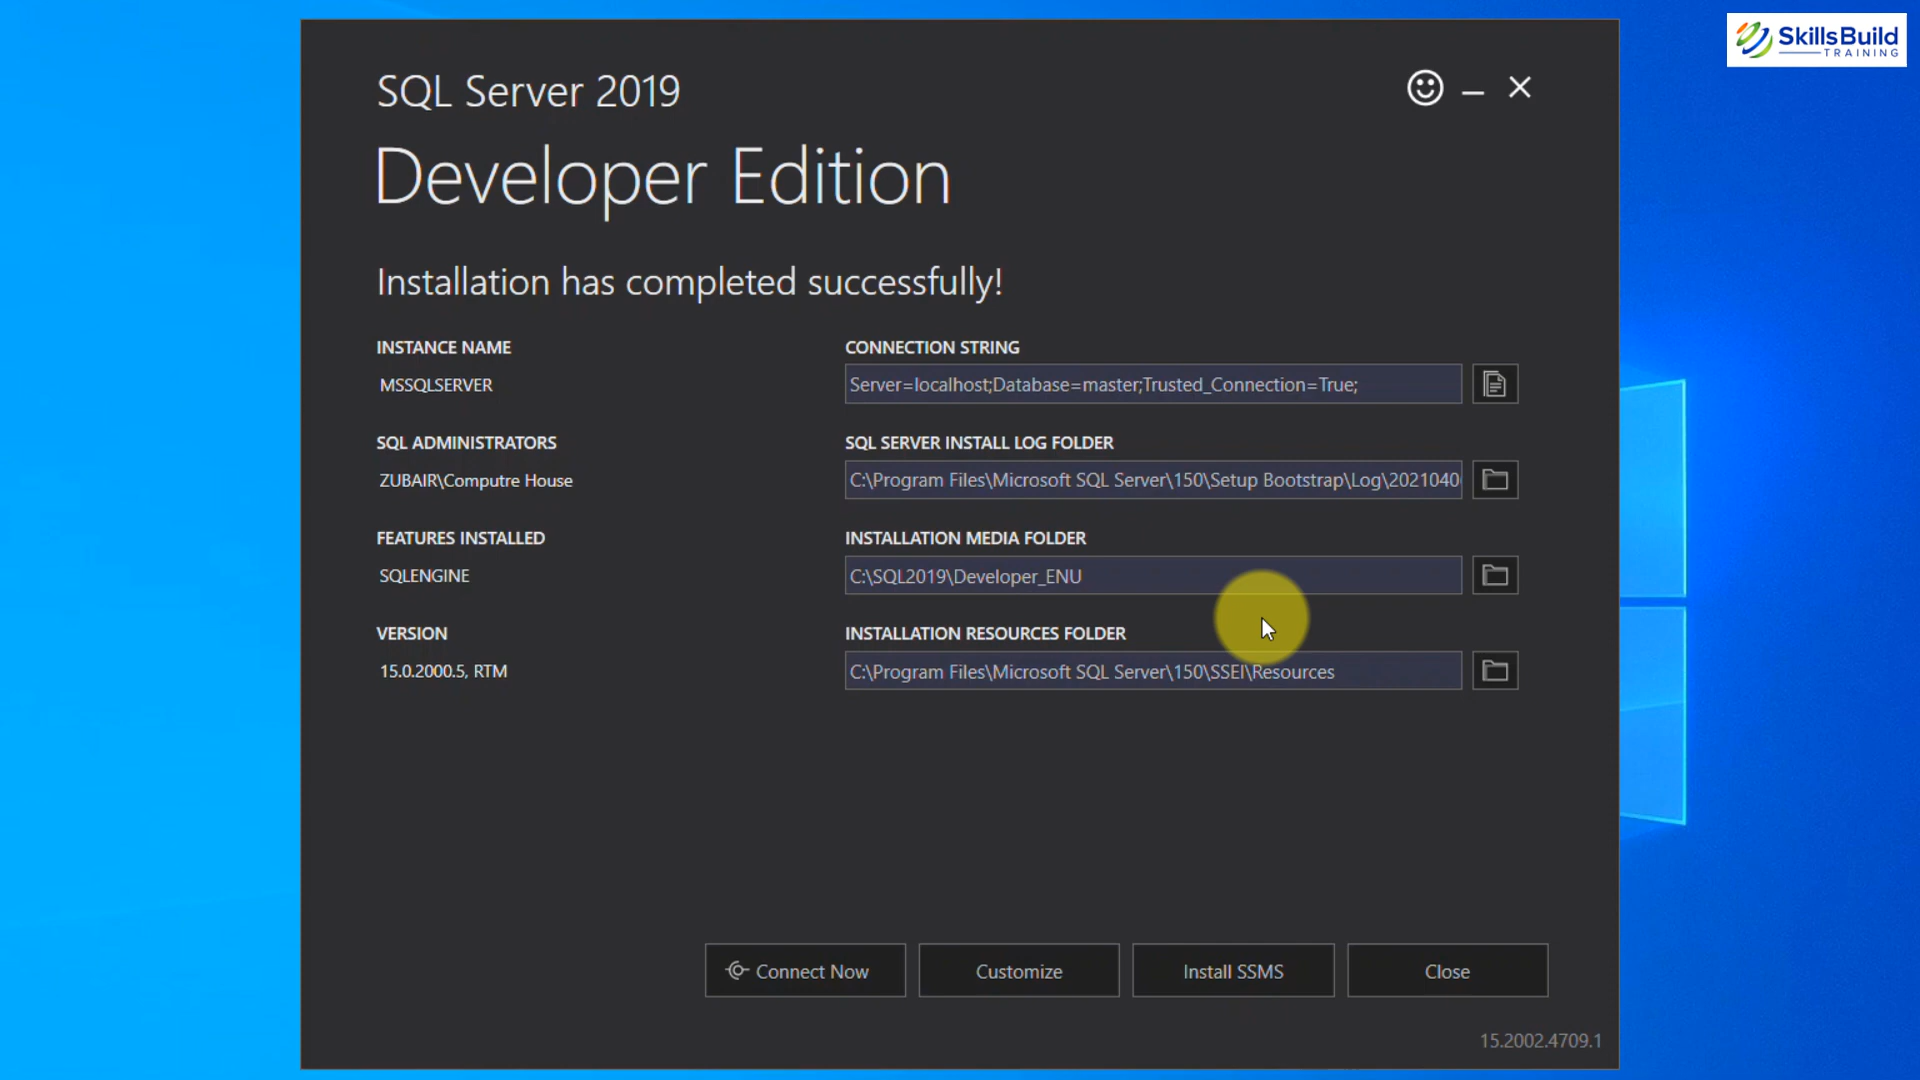 SkillsBuild
TRAINING
SQL Server 2019
Developer Edition
Installation has completed successfully!
INSTANCE NAME
MSSQLSERVER
CONNECTION STRING
Server=localhost;Database=master;Trusted_Connection=True;
SQL ADMINISTRATORS
ZUBAIR\Computre House
SQL SERVER INSTALL LOG FOLDER
C:\Program Files\Microsoft SQL Server\150\Setup Bootstrap\Log\2021040
FEATURES INSTALLED
SQLENGINE
INSTALLATION MEDIA FOLDER
C:\SQL2019\Developer_ENU
VERSION
15.0.2000.5, RTM
INSTALLATION RESOURCES FOLDER
C:\Program Files\Microsoft SQL Server\150\SSEI\Resources
Connect Now
Customize
Install SSMS
Close
15.2002.4709.1